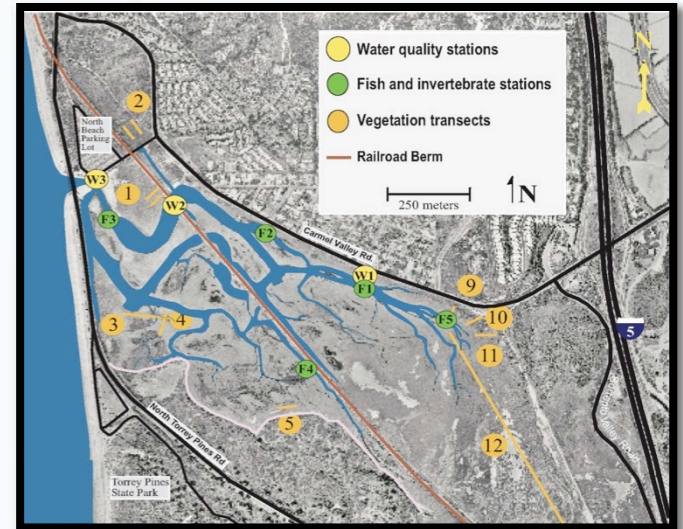 Water quality stations
Fish and invertebrate stations
Vegetation transects
Railroad Berm
250 meters
N
N
2
North
Beach
Parking
Lot
W3
1
W2
F3
F2
Carmel Valley Rd.
W1
F1
9
10
F5
11
3
4
5
F4
5
12
North Torrey Pines Rd
Torrey Pines
State Park